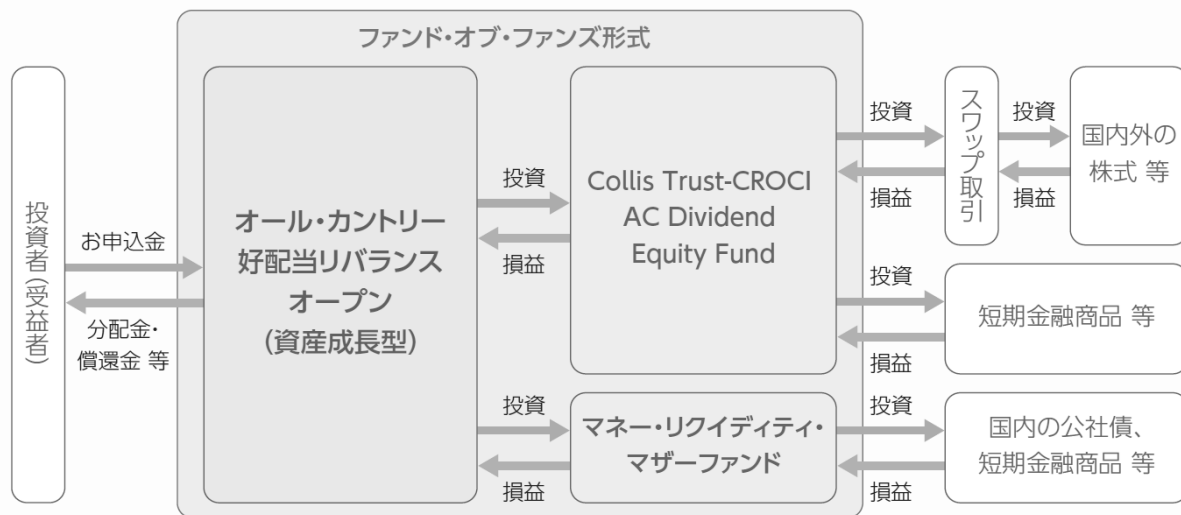 ファンド・オブ・ファンズ形式
投資者(受益者)
お申込金
分配金・
償還金 等
オール・カントリー
好配当リバランス
オープン
(資産成長型)
投資
損益
Collis Trust-CROCI
AC Dividend
Equity Fund
投資
損益
スワップ取引
投資
損益
国内外の
株式 等
投資
損益
短期金融商品 等
投資
損益
マネー・リクイディティ・
マザーファンド
投資
損益
国内の公社債、
短期金融商品 等